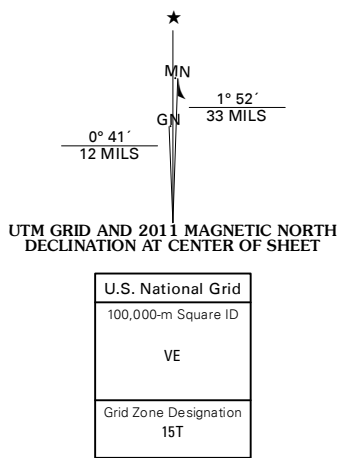 ★
MN
1° 52´
33 MILS
GN
0° 41´
12 MILS
UTM GRID AND 2011 MAGNETIC NORTH
DECLINATION AT CENTER OF SHEET
U.S. National Grid
100,000-m Square ID
VE
Grid Zone Designation
15T